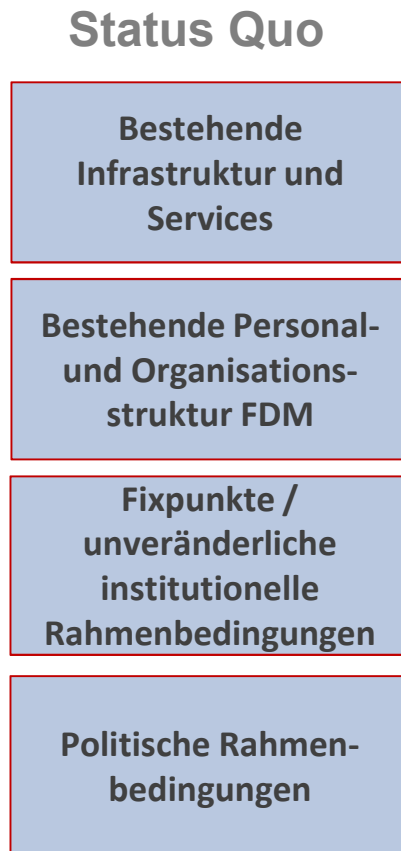 Status Quo
Bestehende
Infrastruktur und
Services
Bestehende Personal-
und Organisations-
struktur FDM
Fixpunkte /
unveränderliche
institutionelle
Rahmenbedingungen
Politische Rahmen-
bedingungen